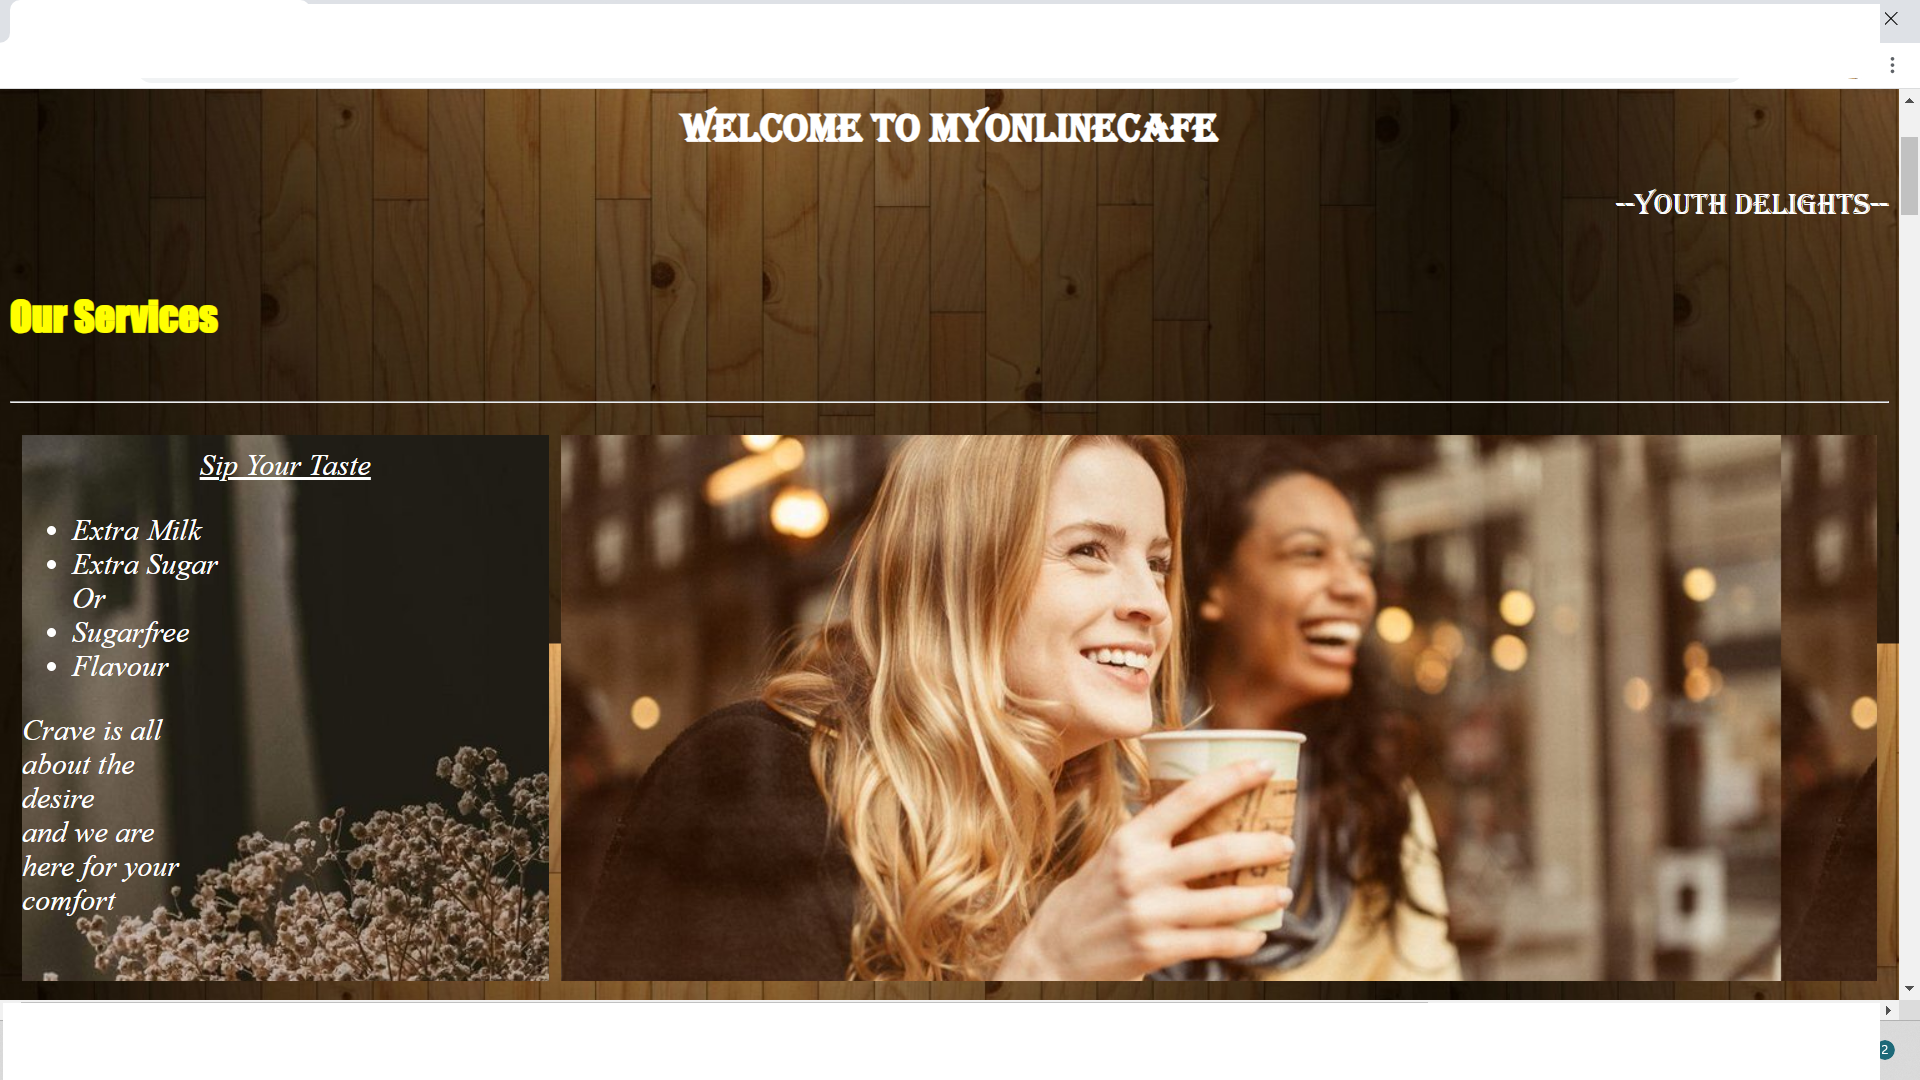 WELCOME TO MYONLINECAFE
--YOUTH DELIGHTS--
Our Services
Sip Your Taste
• Extra Milk
• Extra Sugar
Or
• Sugarfree
• Flavour
Crave is all
about the
desire
and we are
here for your
comfort
2